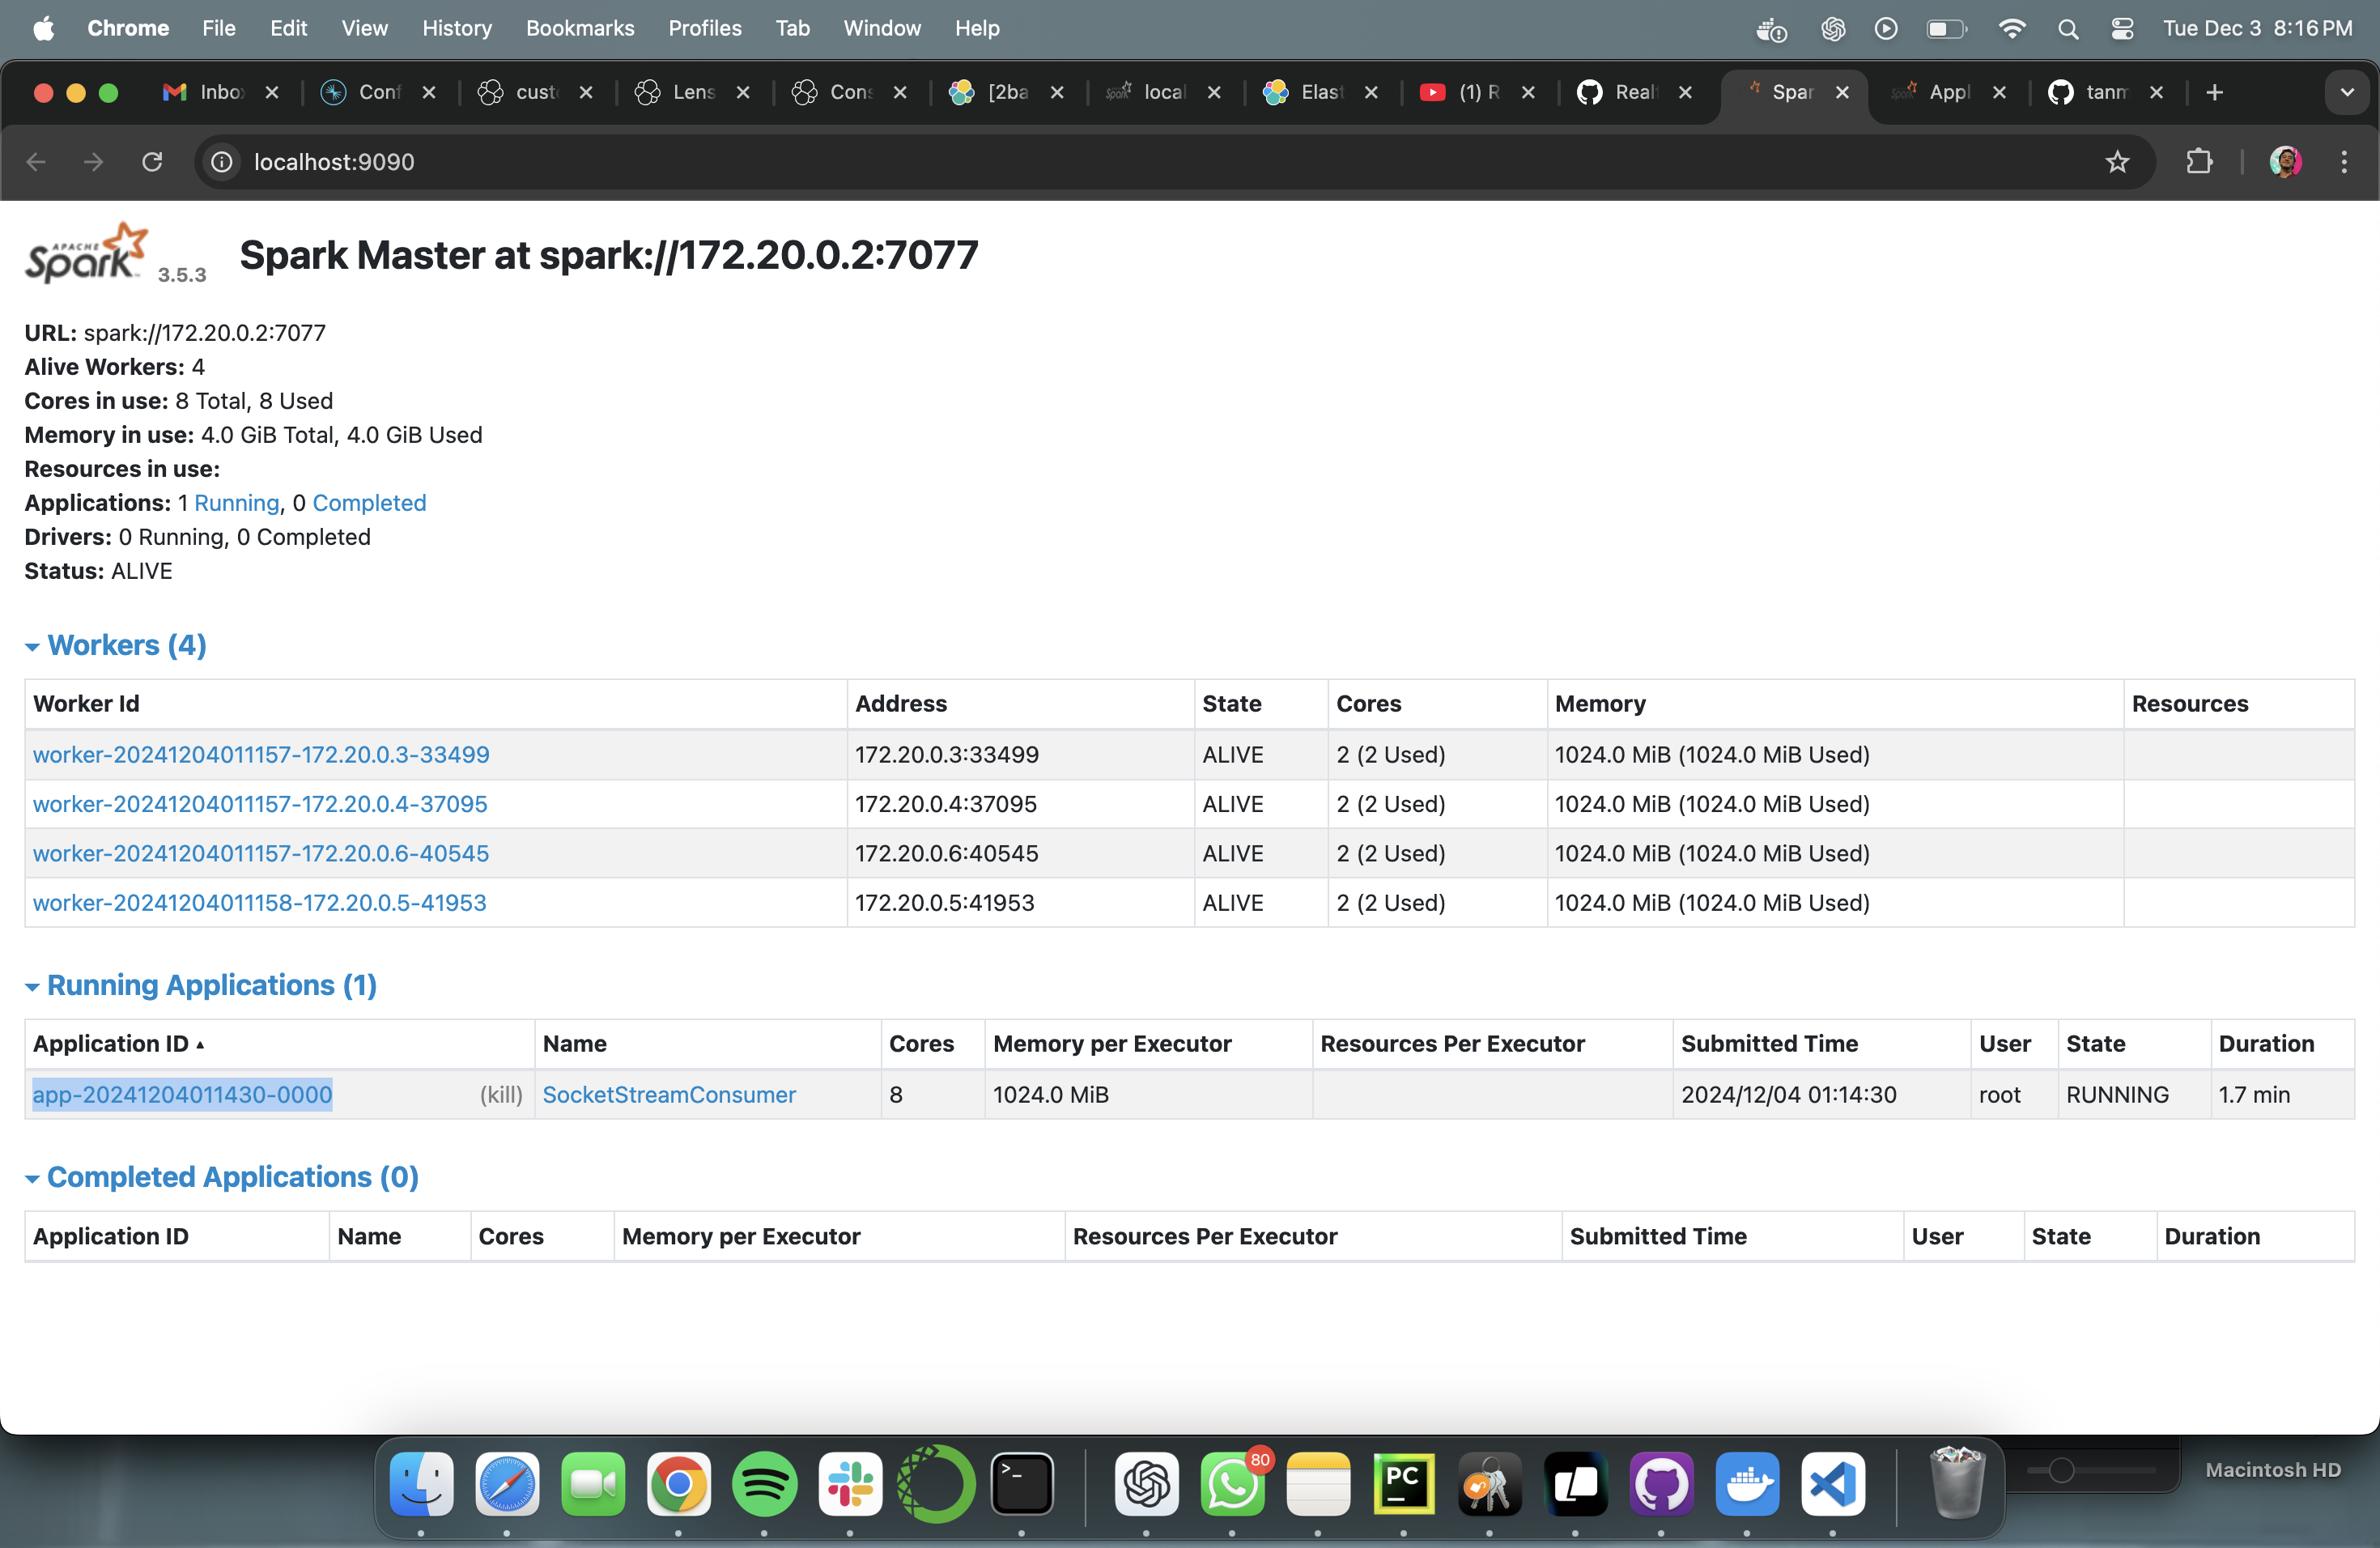 Chrome File Edit View History Bookmarks Profiles Tab Window Help Tue Dec 3 8:16 PM
Inbo Conf cust Lens Cons [2ba local Elast (1) R Real Spar Appl tanm
localhost:9090
APACHE Spark 3.5.3 Spark Master at spark://172.20.0.2:7077
URL: spark://172.20.0.2:7077
Alive Workers: 4
Cores in use: 8 Total, 8 Used
Memory in use: 4.0 GiB Total, 4.0 GiB Used
Resources in use:
Applications: 1 Running, 0 Completed
Drivers: 0 Running, 0 Completed
Status: ALIVE
Workers (4)
Worker Id Address State Cores Memory Resources
worker-20241204011157-172.20.0.3-33499 172.20.0.3:33499 ALIVE 2 (2 Used) 1024.0 MiB (1024.0 MiB Used)
worker-20241204011157-172.20.0.4-37095 172.20.0.4:37095 ALIVE 2 (2 Used) 1024.0 MiB (1024.0 MiB Used)
worker-20241204011157-172.20.0.6-40545 172.20.0.6:40545 ALIVE 2 (2 Used) 1024.0 MiB (1024.0 MiB Used)
worker-20241204011158-172.20.0.5-41953 172.20.0.5:41953 ALIVE 2 (2 Used) 1024.0 MiB (1024.0 MiB Used)
Running Applications (1)
Application ID Name Cores Memory per Executor Resources Per Executor Submitted Time User State Duration
app-20241204011430-0000 (kill) SocketStreamConsumer 8 1024.0 MiB 2024/12/04 01:14:30 root RUNNING 1.7 min
Completed Applications (0)
Application ID Name Cores Memory per Executor Resources Per Executor Submitted Time User State Duration
80
PC
Macintosh HD